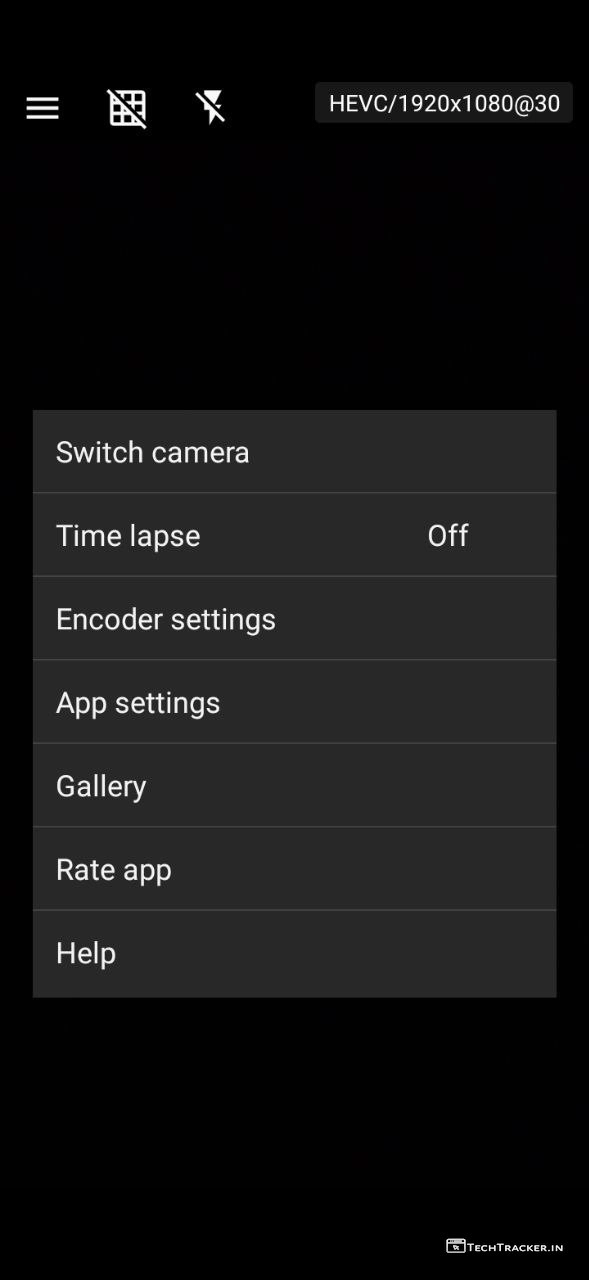 HEVC/1920x1080@30
Switch camera
Time lapse Off
Encoder settings
App settings
Gallery
Rate app
Help
TECHTRACKER.IN